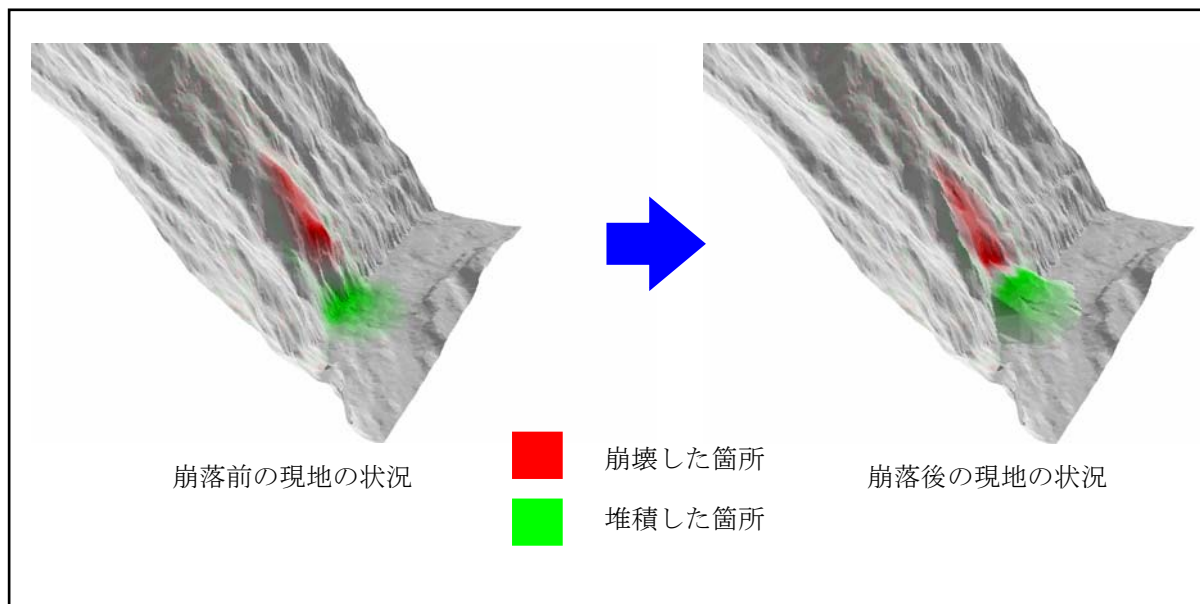 崩落前の現地の状況
崩壊した箇所
堆積した箇所
崩落後の現地の状況